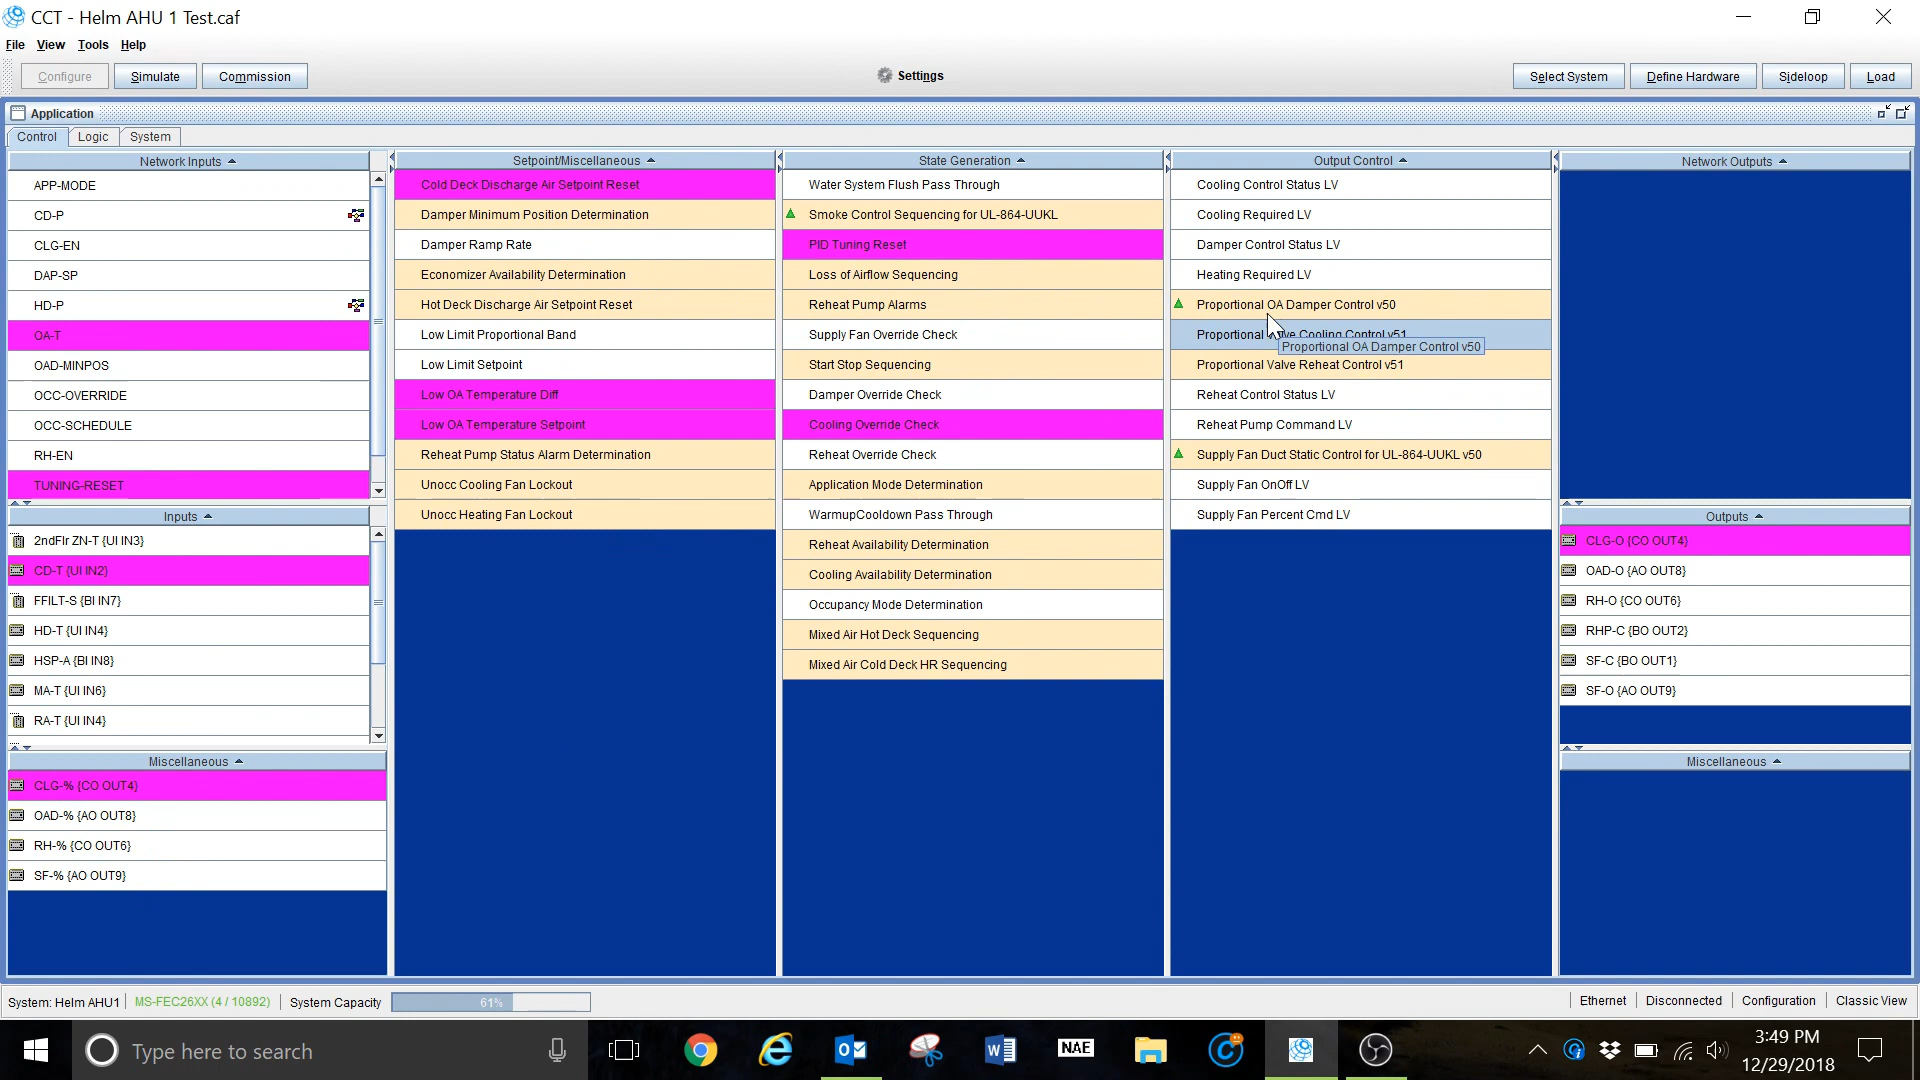 CCT - Helm AHU 1 Test.caf
File View Tools Help
Configure Simulate Commission Settings Select System Define Hardware Sideloop Load
Application
Control Logic System
Network Inputs
APP-MODE
CD-P
CLG-EN
DAP-SP
HD-P
OA-T
OAD-MINPOS
OCC-OVERRIDE
OCC-SCHEDULE
RH-EN
TUNING-RESET
Inputs
2ndFlr ZN-T {UI IN3}
CD-T {UI IN2}
FFILT-S {BI IN7}
HD-T {UI IN4}
HSP-A {BI IN8}
MA-T {UI IN6}
RA-T {UI IN4}
Miscellaneous
CLG-% {CO OUT4}
OAD-% {AO OUT8}
RH-% {CO OUT6}
SF-% {AO OUT9}
Setpoint/Miscellaneous
Cold Deck Discharge Air Setpoint Reset
Damper Minimum Position Determination
Damper Ramp Rate
Economizer Availability Determination
Hot Deck Discharge Air Setpoint Reset
Low Limit Proportional Band
Low Limit Setpoint
Low OA Temperature Diff
Low OA Temperature Setpoint
Reheat Pump Status Alarm Determination
Unocc Cooling Fan Lockout
Unocc Heating Fan Lockout
State Generation
Water System Flush Pass Through
Smoke Control Sequencing for UL-864-UUKL
PID Tuning Reset
Loss of Airflow Sequencing
Reheat Pump Alarms
Supply Fan Override Check
Start Stop Sequencing
Damper Override Check
Cooling Override Check
Reheat Override Check
Application Mode Determination
WarmupCooldown Pass Through
Reheat Availability Determination
Cooling Availability Determination
Occupancy Mode Determination
Mixed Air Hot Deck Sequencing
Mixed Air Cold Deck HR Sequencing
Output Control
Cooling Control Status LV
Cooling Required LV
Damper Control Status LV
Heating Required LV
Proportional OA Damper Control v50
Proportional Cooling Control v51
Proportional OA Damper Control v50
Proportional Valve Reheat Control v51
Reheat Control Status LV
Reheat Pump Command LV
Supply Fan Duct Static Control for UL-864-UUKL v50
Supply Fan OnOff LV
Supply Fan Percent Cmd LV
Network Outputs
Outputs
CLG-O {CO OUT4}
OAD-O {AO OUT8}
RH-O {CO OUT6}
RHP-C {BO OUT2}
SF-C {BO OUT1}
SF-O {AO OUT9}
Miscellaneous
System: Helm AHU1 MS-FEC26XX (4 / 10892) System Capacity 61% Ethernet Disconnected Configuration Classic View
Type here to search
NAE
3:49 PM
12/29/2018